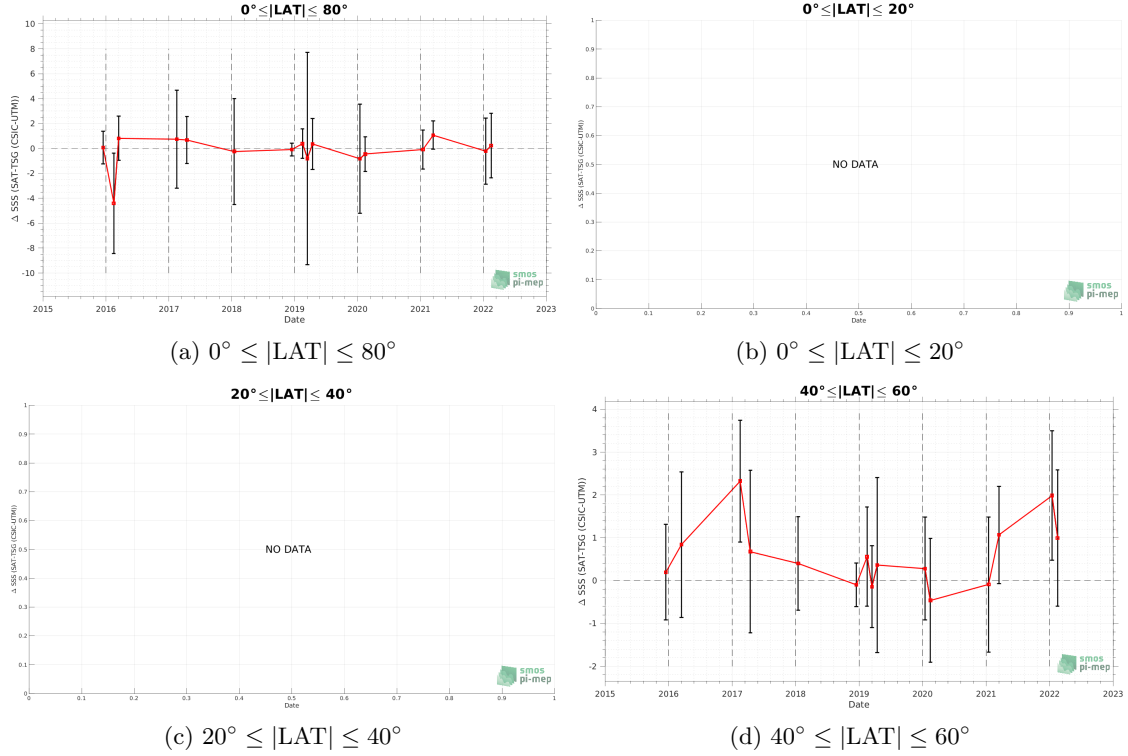 0°≤|LAT|≤ 80°
Δ SSS (SAT-TSG (CSIC-UTM))
10
8
6
4
2
0
-2
-4
-6
-8
-10
2015 2016 2017 2018 2019 2020 2021 2022 2023
Date
smos
pi-mep
(a) 0° ≤ |LAT| ≤ 80°
0°≤|LAT|≤ 20°
Δ SSS (SAT-TSG (CSIC-UTM))
1
0.9
0.8
0.7
0.6
0.5
0.4
0.3
0.2
0.1
0
NO DATA
0 0.1 0.2 0.3 0.4 0.5 0.6 0.7 0.8 0.9 1
Date
smos
pi-mep
(b) 0° ≤ |LAT| ≤ 20°
20°≤|LAT|≤ 40°
Δ SSS (SAT-TSG (CSIC-UTM))
1
0.9
0.8
0.7
0.6
0.5
0.4
0.3
0.2
0.1
0
NO DATA
0 0.1 0.2 0.3 0.4 0.5 0.6 0.7 0.8 0.9 1
Date
smos
pi-mep
(c) 20° ≤ |LAT| ≤ 40°
40°≤|LAT|≤ 60°
Δ SSS (SAT-TSG (CSIC-UTM))
4
3
2
1
0
-1
-2
2015 2016 2017 2018 2019 2020 2021 2022 2023
Date
smos
pi-mep
(d) 40° ≤ |LAT| ≤ 60°